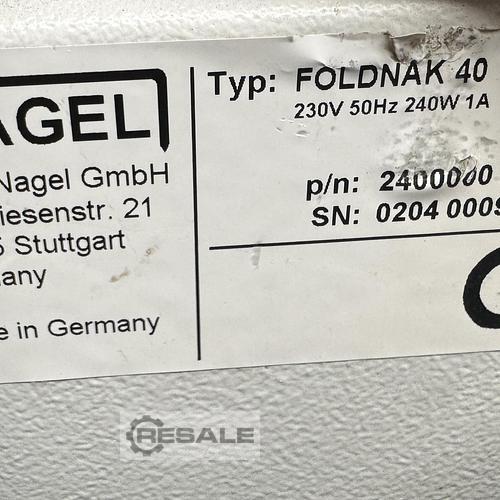 AGEL
Nagel GmbH
iesenstr. 21
Stuttgart
any
e in Germany
Typ: FOLDNAK 40
230V 50Hz 240W 1A
p/n: 2400000
SN: 0204 0009
RESALE